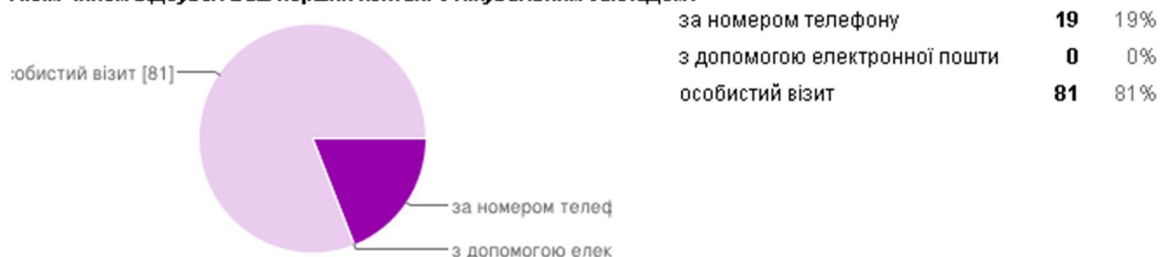 за номером телефону 19 19%
з допомогою електронної пошти 0 0%
особистий візит 81 81%
:обистий візит [81]
за номером телеф
з допомогою елек